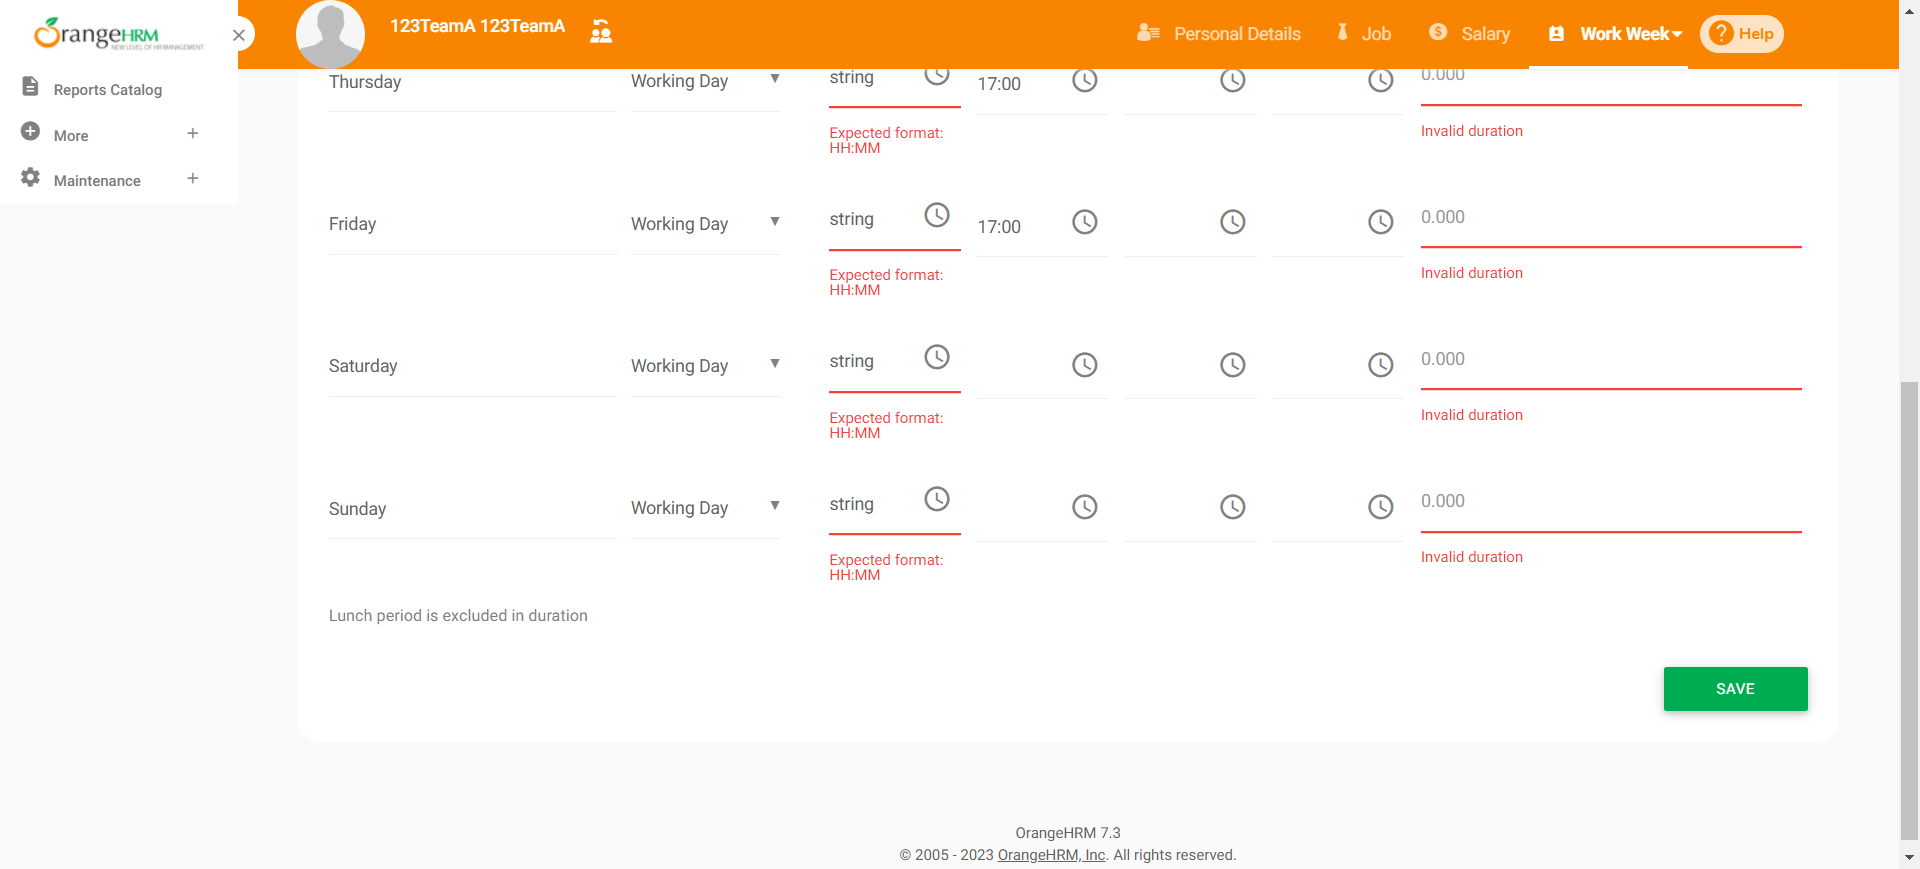 OrangeHRM
NEW LEVEL OF HR MANAGEMENT
123TeamA 123TeamA
Personal Details
Job
Salary
Work Week
Help
Reports Catalog
More
Maintenance
Thursday Working Day string 17:00 0.000
Expected format: HH:MM
Invalid duration
Friday Working Day string 17:00 0.000
Expected format: HH:MM
Invalid duration
Saturday Working Day string 0.000
Expected format: HH:MM
Invalid duration
Sunday Working Day string 0.000
Expected format: HH:MM
Invalid duration
Lunch period is excluded in duration
SAVE
OrangeHRM 7.3
© 2005 - 2023 OrangeHRM, Inc. All rights reserved.